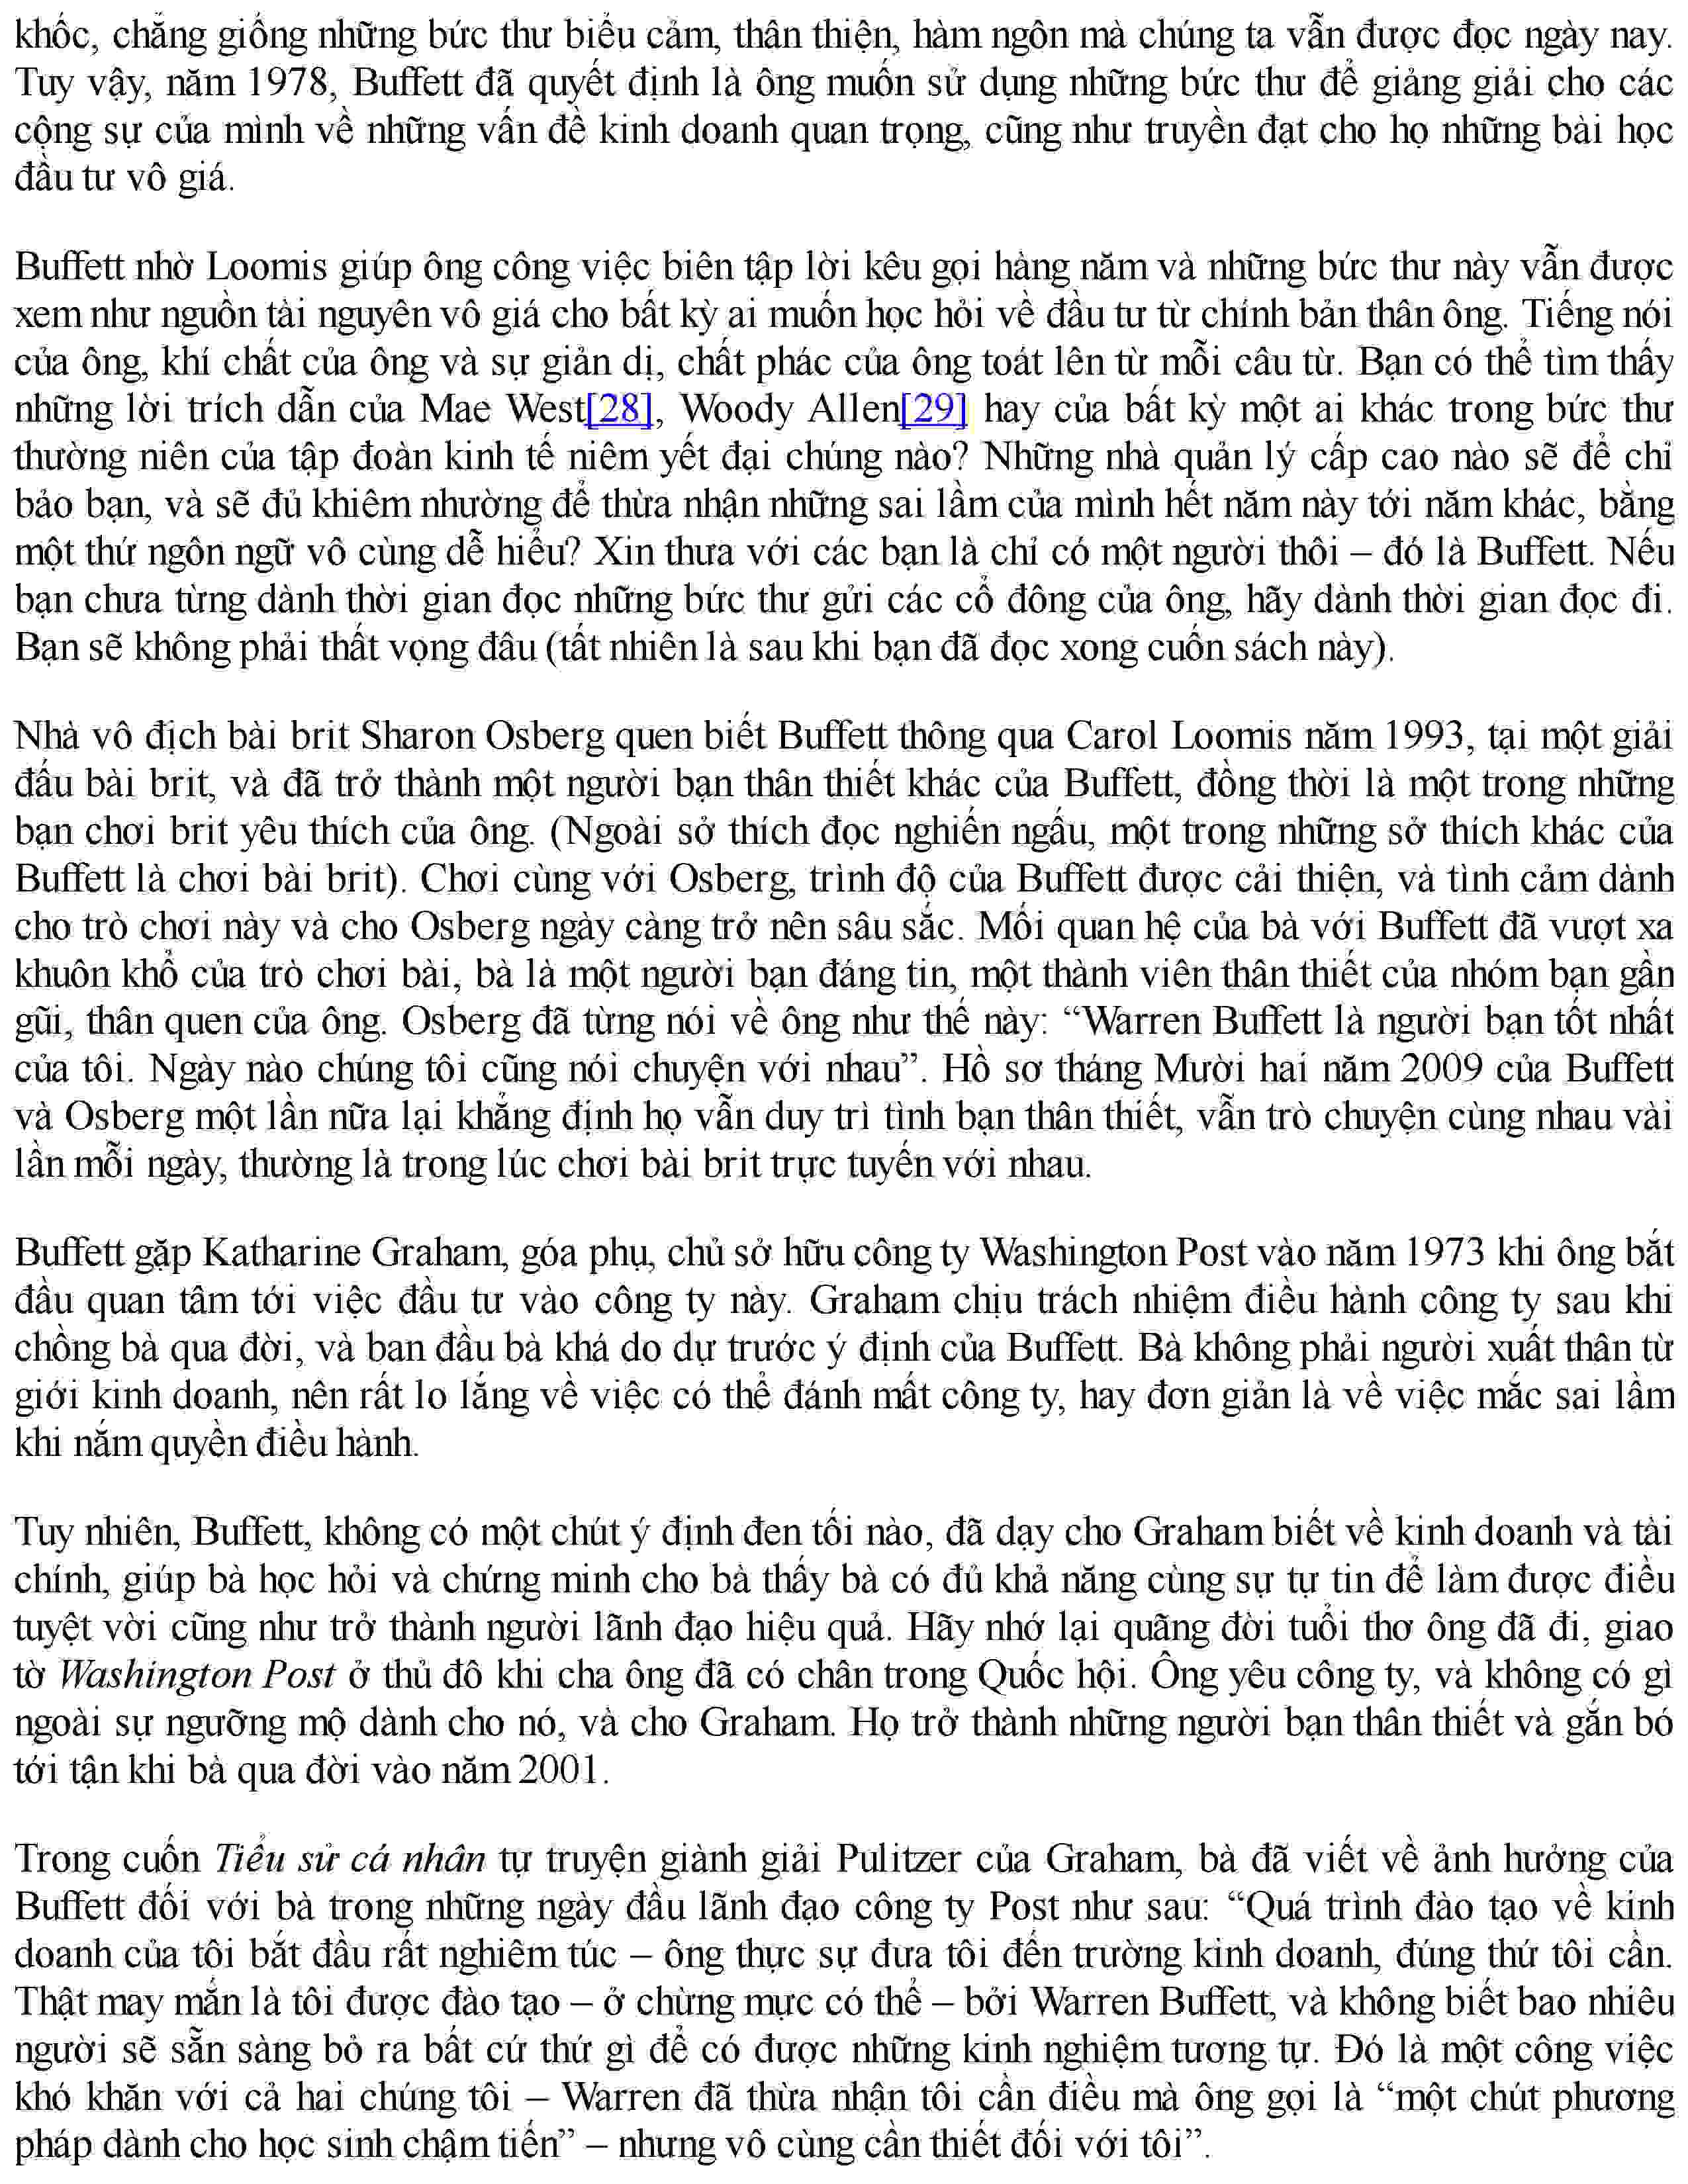 khốc, chẳng giống những bức thư biểu cảm, thân thiện, hàm ngôn mà chúng ta vẫn được đọc ngày nay.
Tuy vậy, năm 1978, Buffett đã quyết định là ông muốn sử dụng những bức thư để giảng giải cho các
cộng sự của mình về những vấn đề kinh doanh quan trọng, cũng như truyền đạt cho họ những bài học
đầu tư vô giá.
Buffett nhờ Loomis giúp ông công việc biên tập lời kêu gọi hàng năm và những bức thư này vẫn được
xem như nguồn tài nguyên vô giá cho bất kỳ ai muốn học hỏi về đầu tư từ chính bản thân ông. Tiếng nói
của ông, khí chất của ông và sự giản dị, chất phác của ông toát lên từ mỗi câu từ. Bạn có thể tìm thấy
những lời trích dẫn của Mae West[28], Woody Allen[29] hay của bất kỳ một ai khác trong bức thư
thường niên của tập đoàn kinh tế niêm yết đại chúng nào? Những nhà quản lý cấp cao nào sẽ để chỉ
bảo bạn, và sẽ đủ khiêm nhường để thừa nhận những sai lầm của mình hết năm này tới năm khác, bằng
một thứ ngôn ngữ vô cùng dễ hiểu? Xin thưa với các bạn là chỉ có một người thôi – đó là Buffett. Nếu
bạn chưa từng dành thời gian đọc những bức thư gửi các cổ đông của ông, hãy dành thời gian đọc đi.
Bạn sẽ không phải thất vọng đâu (tất nhiên là sau khi bạn đã đọc xong cuốn sách này).
Nhà vô địch bài brit Sharon Osberg quen biết Buffett thông qua Carol Loomis năm 1993, tại một giải
đấu bài brit, và đã trở thành một người bạn thân thiết khác của Buffett, đồng thời là một trong những
bạn chơi brit yêu thích của ông. (Ngoài sở thích đọc nghiến ngấu, một trong những sở thích khác của
Buffett là chơi bài brit). Chơi cùng với Osberg, trình độ của Buffett được cải thiện, và tình cảm dành
cho trò chơi này và cho Osberg ngày càng trở nên sâu sắc. Mối quan hệ của bà với Buffett đã vượt xa
khuôn khổ của trò chơi bài, bà là một người bạn đáng tin, một thành viên thân thiết của nhóm bạn gần
gũi, thân quen của ông. Osberg đã từng nói về ông như thế này: “Warren Buffett là người bạn tốt nhất
của tôi. Ngày nào chúng tôi cũng nói chuyện với nhau”. Hồ sơ tháng Mười hai năm 2009 của Buffett
và Osberg một lần nữa lại khẳng định họ vẫn duy trì tình bạn thân thiết, vẫn trò chuyện cùng nhau vài
lần mỗi ngày, thường là trong lúc chơi bài brit trực tuyến với nhau.
Buffett gặp Katharine Graham, góa phụ, chủ sở hữu công ty Washington Post vào năm 1973 khi ông bắt
đầu quan tâm tới việc đầu tư vào công ty này. Graham chịu trách nhiệm điều hành công ty sau khi
chồng bà qua đời, và ban đầu bà khá do dự trước ý định của Buffett. Bà không phải người xuất thân từ
giới kinh doanh, nên rất lo lắng về việc có thể đánh mất công ty, hay đơn giản là về việc mắc sai lầm
khi nắm quyền điều hành.
Tuy nhiên, Buffett, không có một chút ý định đen tối nào, đã dạy cho Graham biết về kinh doanh và tài
chính, giúp bà học hỏi và chứng minh cho bà thấy bà có đủ khả năng cùng sự tự tin để làm được điều
tuyệt vời cũng như trở thành người lãnh đạo hiệu quả. Hãy nhớ lại quãng đời tuổi thơ ông đã đi, giao
tờ Washington Post ở thủ đô khi cha ông đã có chân trong Quốc hội. Ông yêu công ty, và không có gì
ngoài sự ngưỡng mộ dành cho nó, và cho Graham. Họ trở thành những người bạn thân thiết và gắn bó
tới tận khi bà qua đời vào năm 2001.
Trong cuốn Tiểu sử cá nhân tự truyện giành giải Pulitzer của Graham, bà đã viết về ảnh hưởng của
Buffett đối với bà trong những ngày đầu lãnh đạo công ty Post như sau: “Quá trình đào tạo về kinh
doanh của tôi bắt đầu rất nghiêm túc – ông thực sự đưa tôi đến trường kinh doanh, đúng thứ tôi cần.
Thật may mắn là tôi được đào tạo – ở chừng mực có thể – bởi Warren Buffett, và không biết bao nhiêu
người sẽ sẵn sàng bỏ ra bất cứ thứ gì để có được những kinh nghiệm tương tự. Đó là một công việc
khó khăn với cả hai chúng tôi – Warren đã thừa nhận tôi cần điều mà ông gọi là “một chút phương
pháp dành cho học sinh chậm tiến” – nhưng vô cùng cần thiết đối với tôi”.